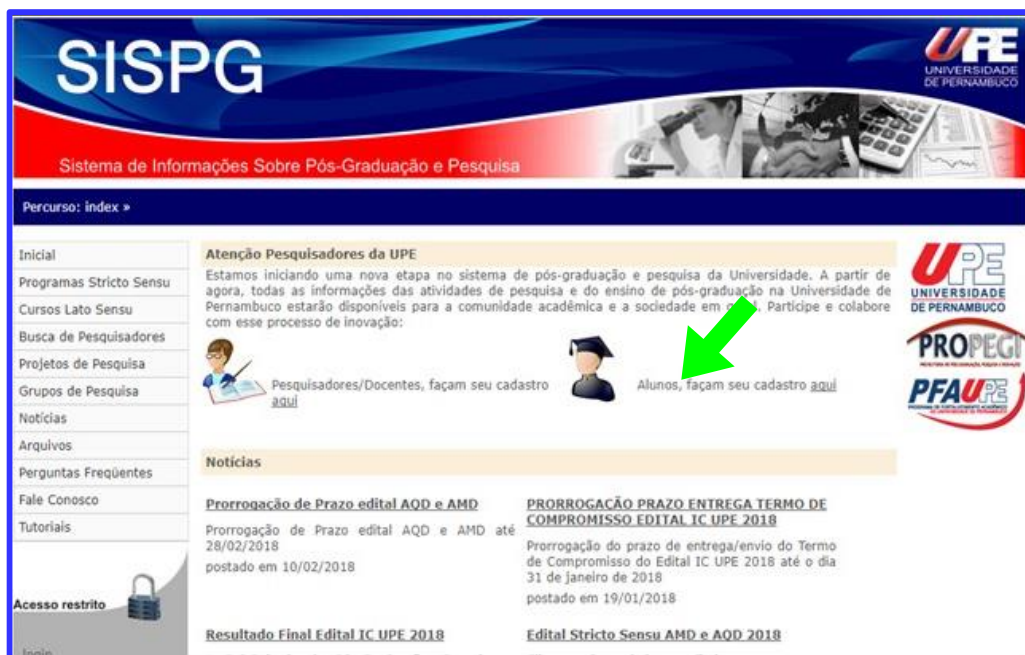 SISPG
UPE
UNIVERSIDADE
DE PERNAMBUCO
Sistema de Informações Sobre Pós-Graduação e Pesquisa
Percurso: index »
Inicial
Programas Stricto Sensu
Cursos Lato Sensu
Busca de Pesquisadores
Projetos de Pesquisa
Grupos de Pesquisa
Notícias
Arquivos
Perguntas Freqüentes
Fale Conosco
Tutoriais
Acesso restrito
login
Atenção Pesquisadores da UPE
Estamos iniciando uma nova etapa no sistema de pós-graduação e pesquisa da Universidade. A partir de
agora, todas as informações das atividades de pesquisa e do ensino de pós-graduação na Universidade de
Pernambuco estarão disponíveis para a comunidade acadêmica e a sociedade em Participe e colabore
com esse processo de inovação:
Pesquisadores/Docentes, façam seu cadastro
aqui
Alunos, façam seu cadastro aqui
Notícias
Prorrogação de Prazo edital AQD e AMD
Prorrogação de Prazo edital AQD e AMD até
28/02/2018
postado em 10/02/2018
PRORROGACÃO PRAZO ENTREGA TERMO DE
COMPROMISSO EDITAL IC UPE 2018
Prorrogação do prazo de entrega/envio do Termo
de Compromisso do Edital IC UPE 2018 até o dia
31 de janeiro de 2018
postado em 19/01/2018
Resultado Final Edital IC UPE 2018
Edital Stricto Sensu AMD e AQD 2018
UPE
UNIVERSIDADE
DE PERNAMBUCO
PROPEGI
PFAUPE